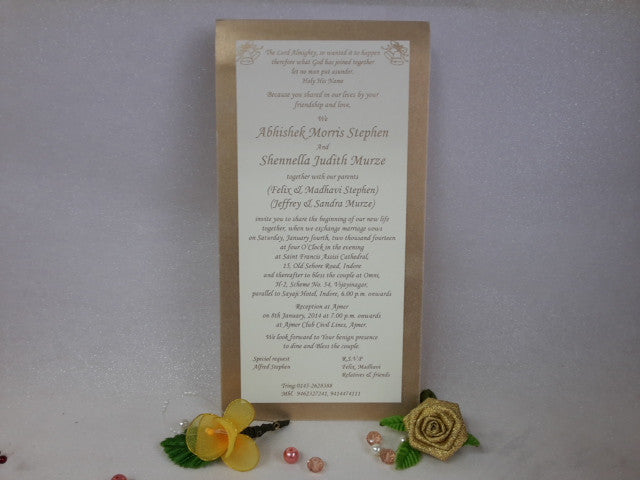 The Lord Almighty, so wanted it to happen
therefore what God has joined together
let no man put asunder.
Holy His Name
Because you shared in our lives by your
friendship and love,
We
Abhishek Morris Stephen
And
Shennella Judith Murze
together with our parents
(Felix & Madhavi Stephen)
(Jeffrey & Sandra Murze)
invite you to share the beginning of our new life
together, when we exchange marriage vows
on Saturday, January fourth, two thousand fourteen
at four O'Clock in the evening
at Saint Francis Assisi Cathedral,
15, Old Sehore Road, Indore
and thereafter to bless the couple at Omni,
H-2, Scheme No. 54, Vijaynagar,
parallel to Sayaji Hotel, Indore, 6.00 p.m. onwards
Reception at Ajmer
on 8th January, 2014 at 7:00 p.m. onwards
at Ajmer Club Civil Lines, Ajmer.
We look forward to Your benign presence
to dine and Bless the couple.
Special request
Alfred Stephen
R.S.V.P
Felix, Madhavi
Relatives & friends
Tring:0145-2628388
Mbl. : 9462327241, 9414474111